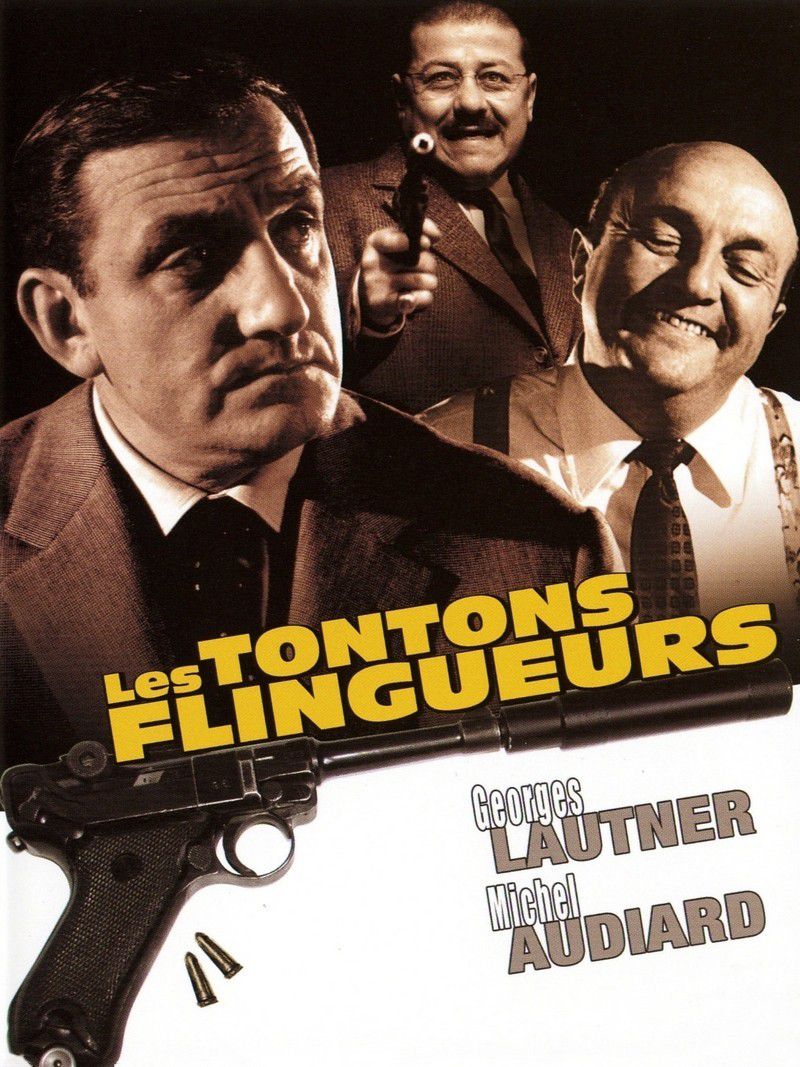 Les TONTONS
FLINGUEURS
Georges
LAUTNER
Michel
AUDIARD